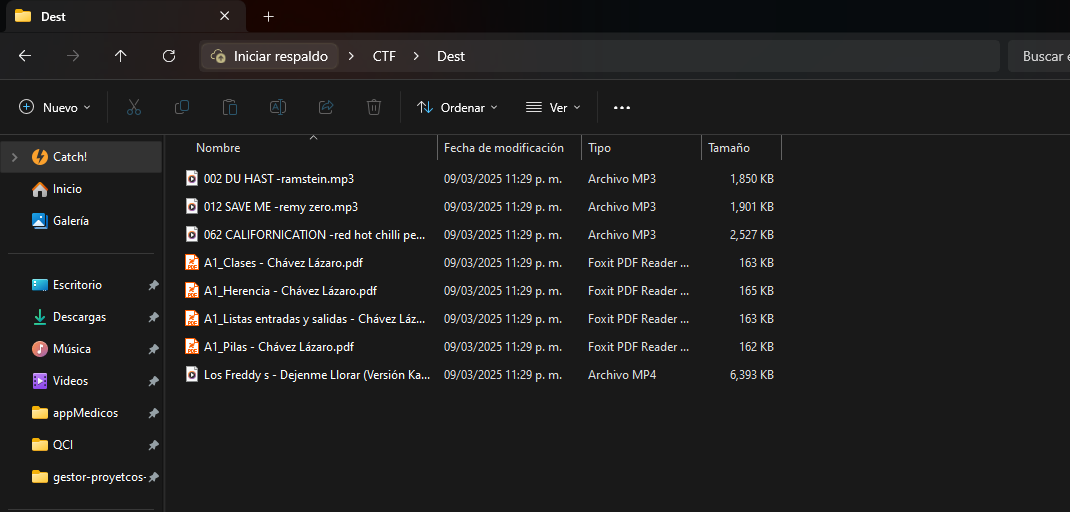 Dest
Iniciar respaldo > CTF > Dest
Buscar e
Nuevo
Ordenar
Ver
Catch!
Inicio
Galería
Escritorio
Descargas
Música
Videos
appMedicos
QCI
gestor-proyetcos-
Nombre Fecha de modificación Tipo Tamaño
002 DU HAST -ramstein.mp3 09/03/2025 11:29 p. m. Archivo MP3 1,850 KB
012 SAVE ME -remy zero.mp3 09/03/2025 11:29 p. m. Archivo MP3 1,901 KB
062 CALIFORNICATION -red hot chilli pe... 09/03/2025 11:29 p. m. Archivo MP3 2,527 KB
A1_Clases - Chávez Lázaro.pdf 09/03/2025 11:29 p. m. Foxit PDF Reader ... 163 KB
A1_Herencia - Chávez Lázaro.pdf 09/03/2025 11:29 p. m. Foxit PDF Reader ... 165 KB
A1_Listas entradas y salidas - Chávez Láz... 09/03/2025 11:29 p. m. Foxit PDF Reader ... 163 KB
A1_Pilas - Chávez Lázaro.pdf 09/03/2025 11:29 p. m. Foxit PDF Reader ... 162 KB
Los Freddy s - Dejenme Llorar (Versión Ka... 09/03/2025 11:29 p. m. Archivo MP4 6,393 KB